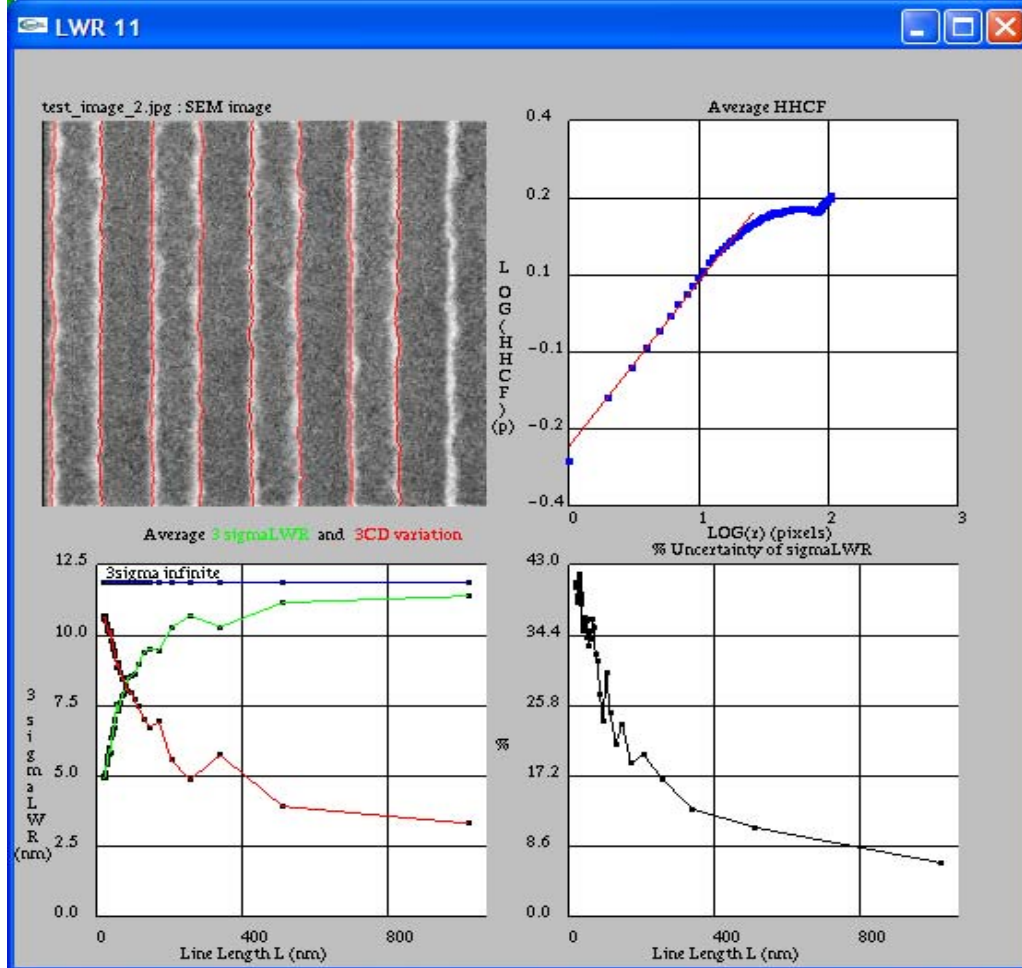 LWR 11
test_image_2.jpg : SEM image
Average HHCF
0.4
0.2
0.1
-0.1
-0.2
-0.4
LOG(HHCF)
(p)
0 1 2 3
LOG(r) (pixels)
Average 3 sigmaLWR and 3CD variation
12.5
10.0
7.5
5.0
2.5
0.0
3sigma infinite
3 sigmaLWR
(nm)
0 400 800
Line Length L (nm)
% Uncertainty of sigmaLWR
43.0
34.4
25.8
17.2
8.6
0.0
%
0 400 800
Line Length L (nm)